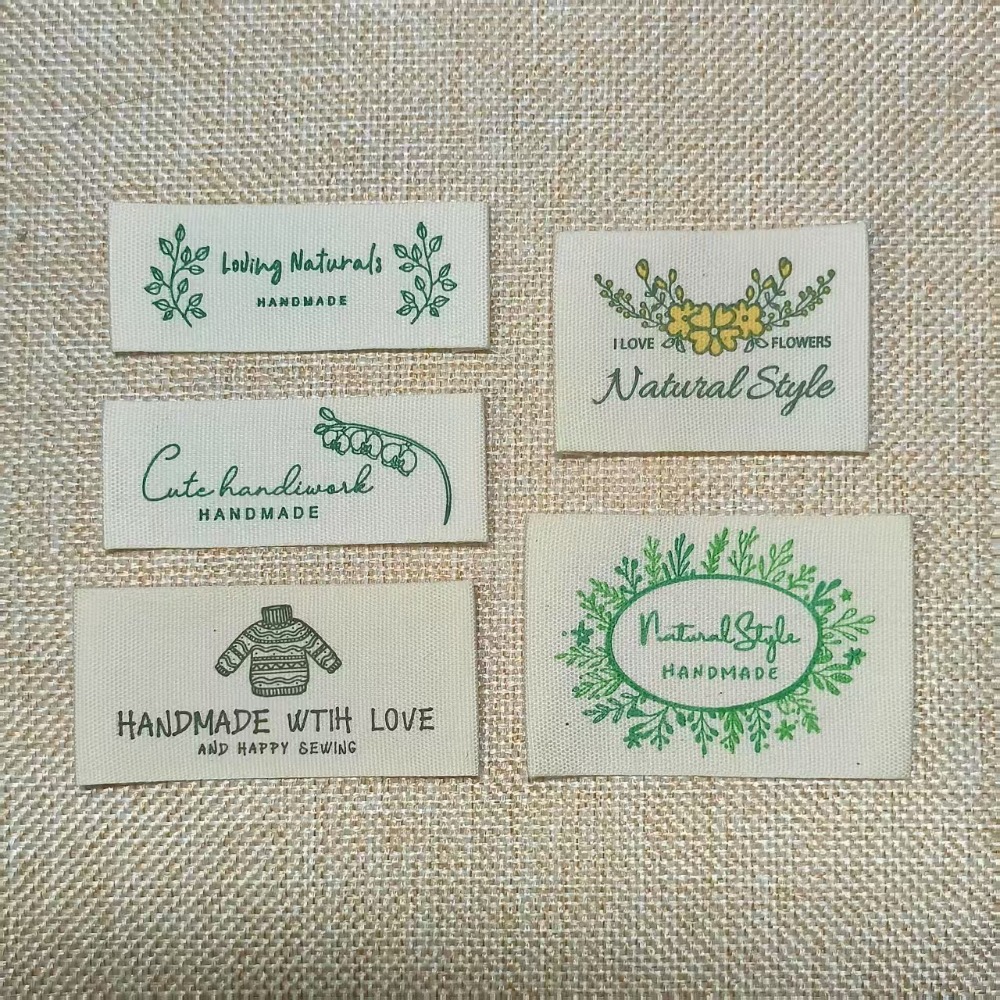 Loving Naturals
HANDMADE
Cute handiwork
HANDMADE
HANDMADE WTIH LOVE
AND HAPPY SEWING
I LOVE FLOWERS
Natural Style
Natural Style
HANDMADE